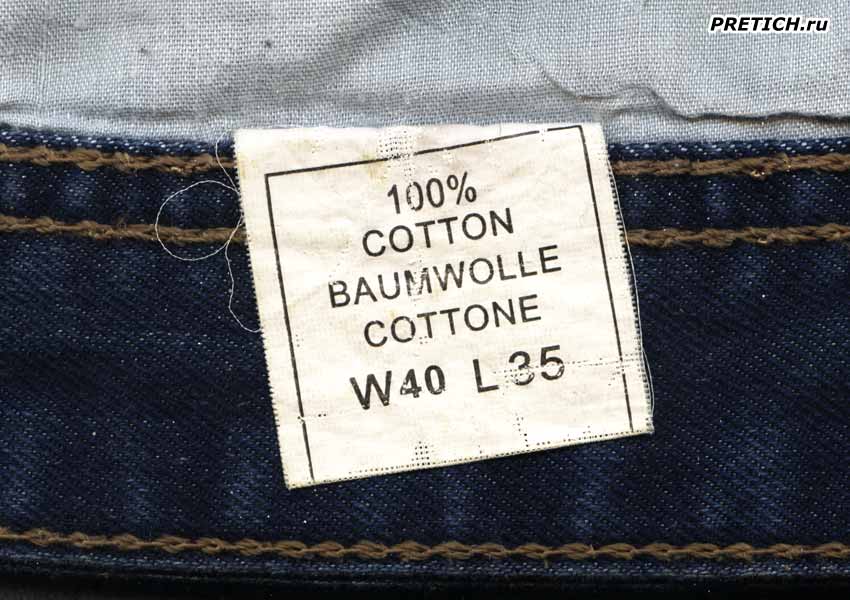 PRETICH.ru
100%
COTTON
BAUMWOLLE
COTTONE
W40 L35